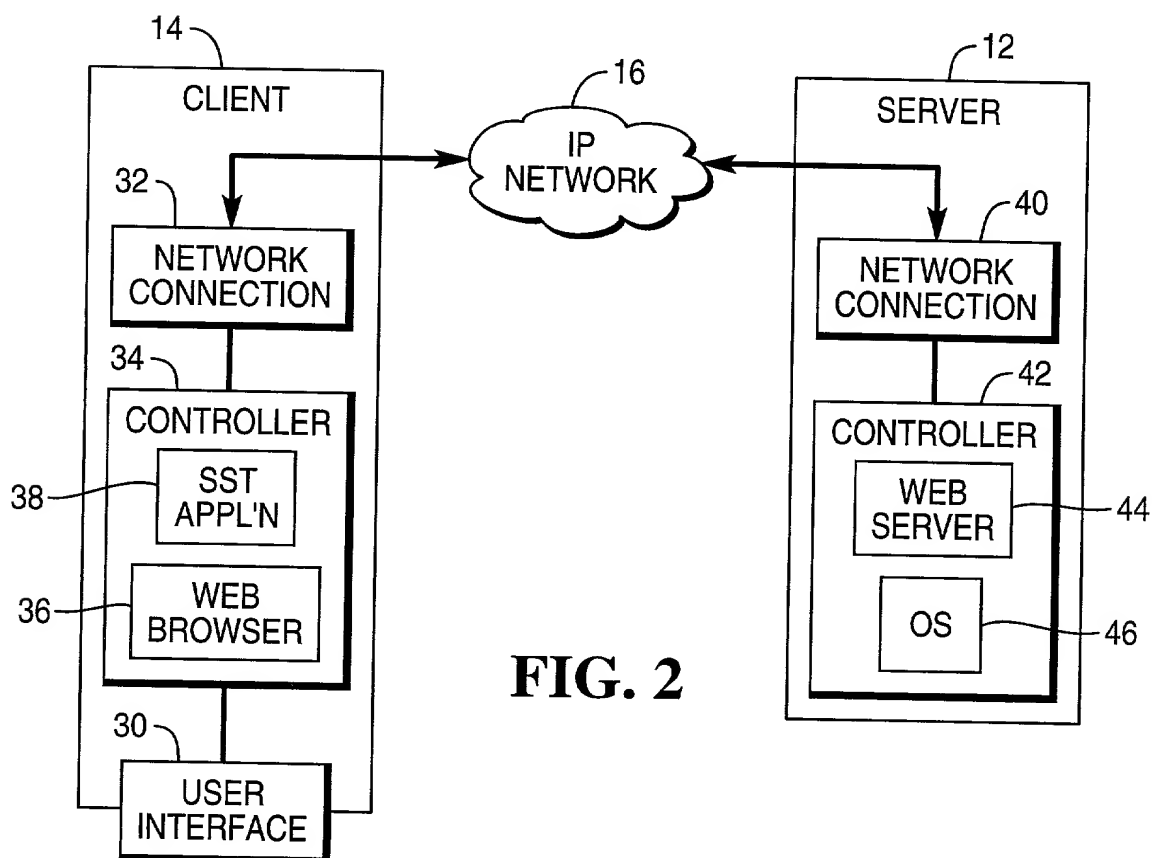 14
CLIENT
16
IP
NETWORK
12
SERVER
32
NETWORK
CONNECTION
40
NETWORK
CONNECTION
34
CONTROLLER
38
SST
APPL'N
36
WEB
BROWSER
42
CONTROLLER
WEB
SERVER
44
OS
46
30
USER
INTERFACE
FIG. 2